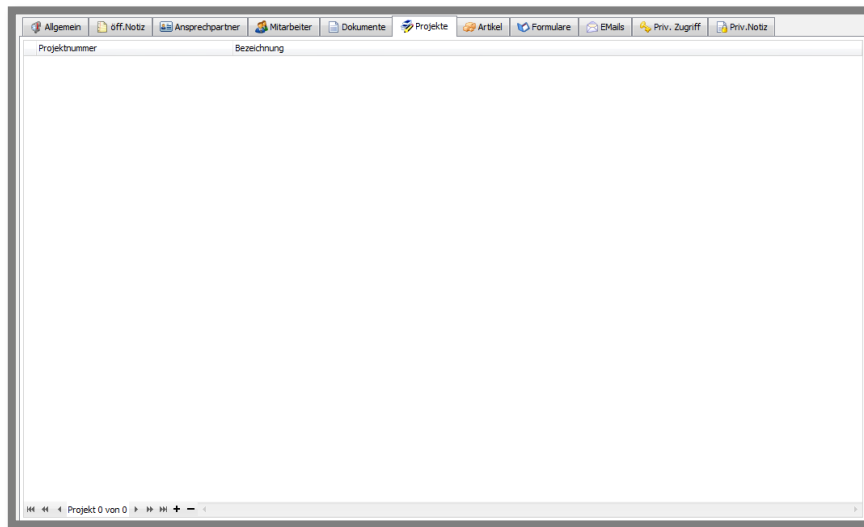 Allgemein öff.Notiz Ansprechpartner Mitarbeiter Dokumente Projekte Artikel Formulare EMails Priv. Zugriff Priv.Notiz
Projektnummer Bezeichnung
Projekt 0 von 0